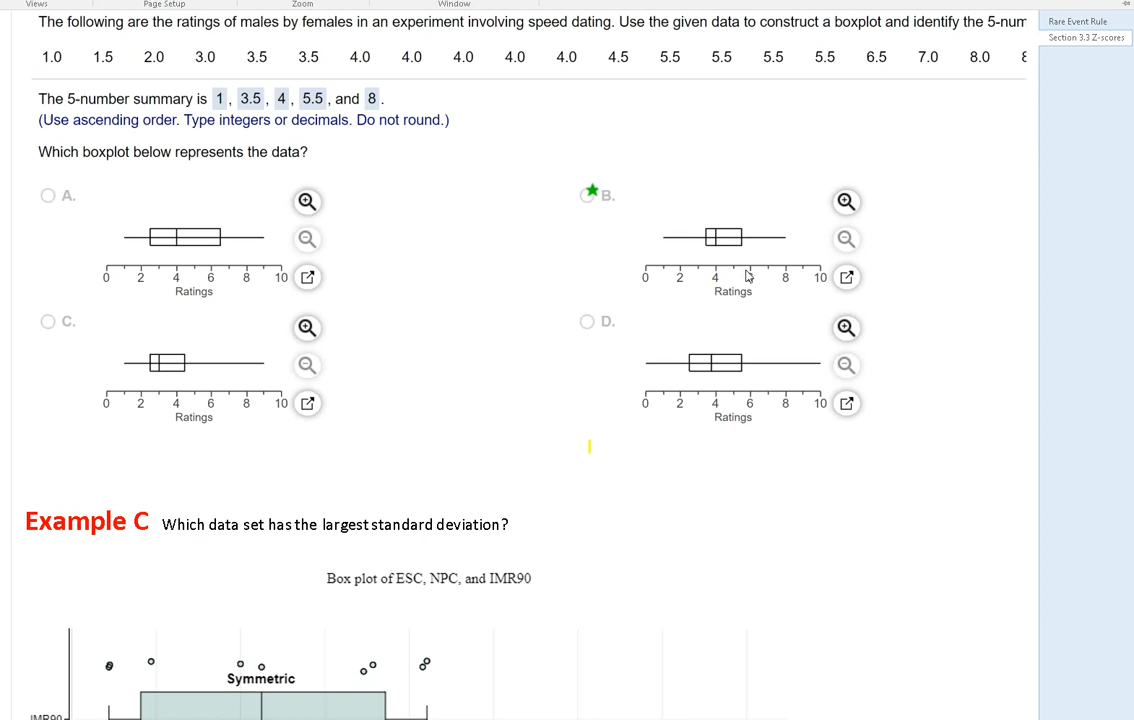 Views Page Setup Zoom Window
Rare Event Rule
Section 3.3 Z-scores
The following are the ratings of males by females in an experiment involving speed dating. Use the given data to construct a boxplot and identify the 5-num
1.0 1.5 2.0 3.0 3.5 3.5 4.0 4.0 4.0 4.0 4.0 4.5 5.5 5.5 5.5 5.5 6.5 7.0 8.0
The 5-number summary is 1, 3.5, 4, 5.5, and 8.
(Use ascending order. Type integers or decimals. Do not round.)
Which boxplot below represents the data?
A.
0 2 4 6 8 10
Ratings
B.
0 2 4 6 8 10
Ratings
C.
0 2 4 6 8 10
Ratings
D.
0 2 4 6 8 10
Ratings
Example C Which data set has the largest standard deviation?
Box plot of ESC, NPC, and IMR90
Symmetric
IMR90